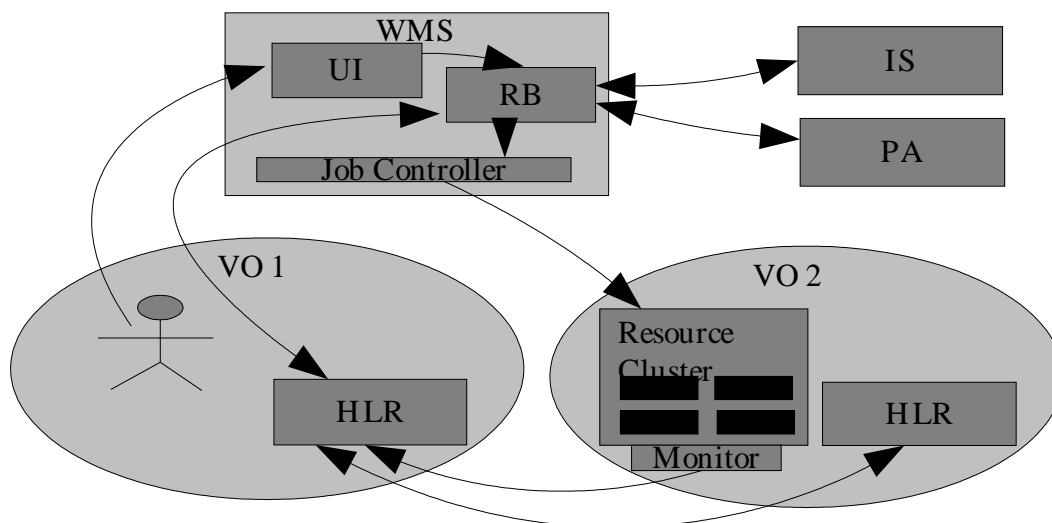 WMS
UI
RB
Job Controller
IS
PA
VO 1
HLR
VO 2
Resource
Cluster
HLR
Monitor